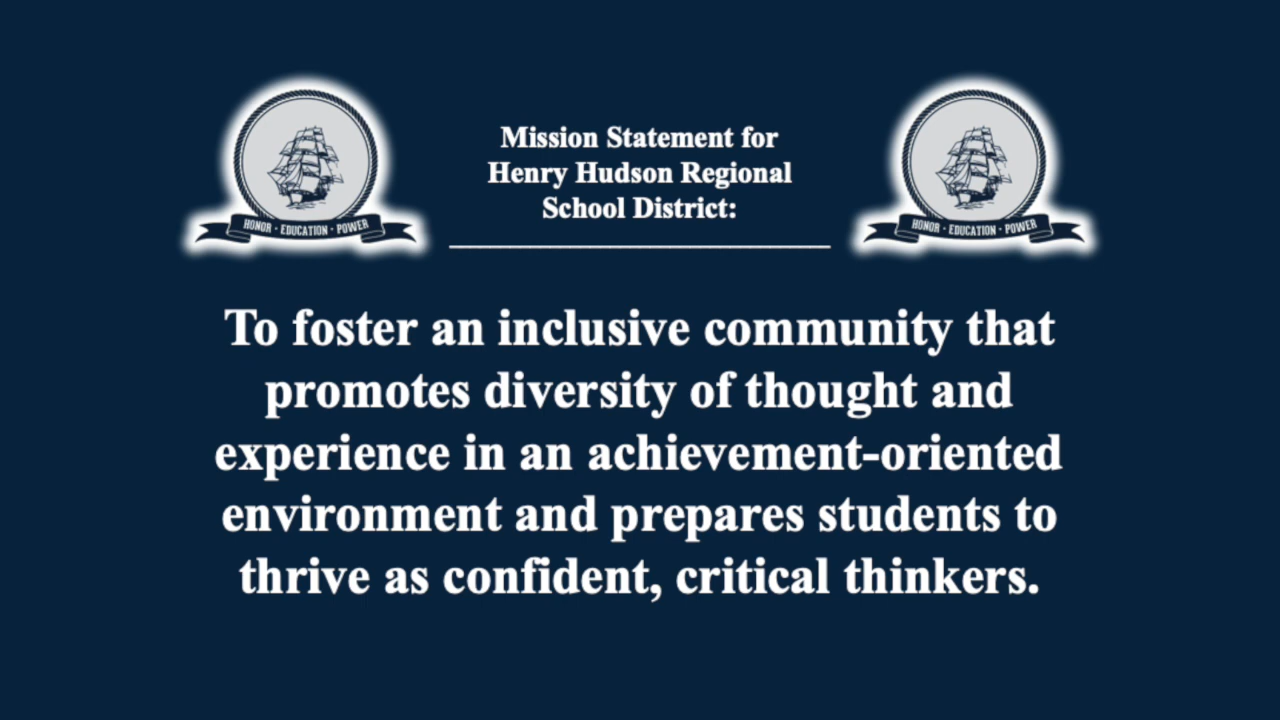 Mission Statement for
Henry Hudson Regional
School District:
HONOR · EDUCATION · POWER
HONOR · EDUCATION · POWER
To foster an inclusive community that
promotes diversity of thought and
experience in an achievement-oriented
environment and prepares students to
thrive as confident, critical thinkers.